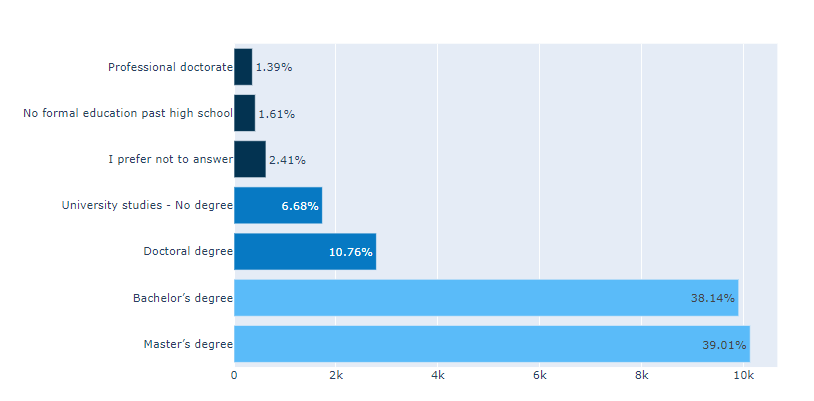 Professional doctorate 1.39%
No formal education past high school 1.61%
I prefer not to answer 2.41%
University studies - No degree 6.68%
Doctoral degree 10.76%
Bachelor’s degree 38.14%
Master’s degree 39.01%
0 2k 4k 6k 8k 10k